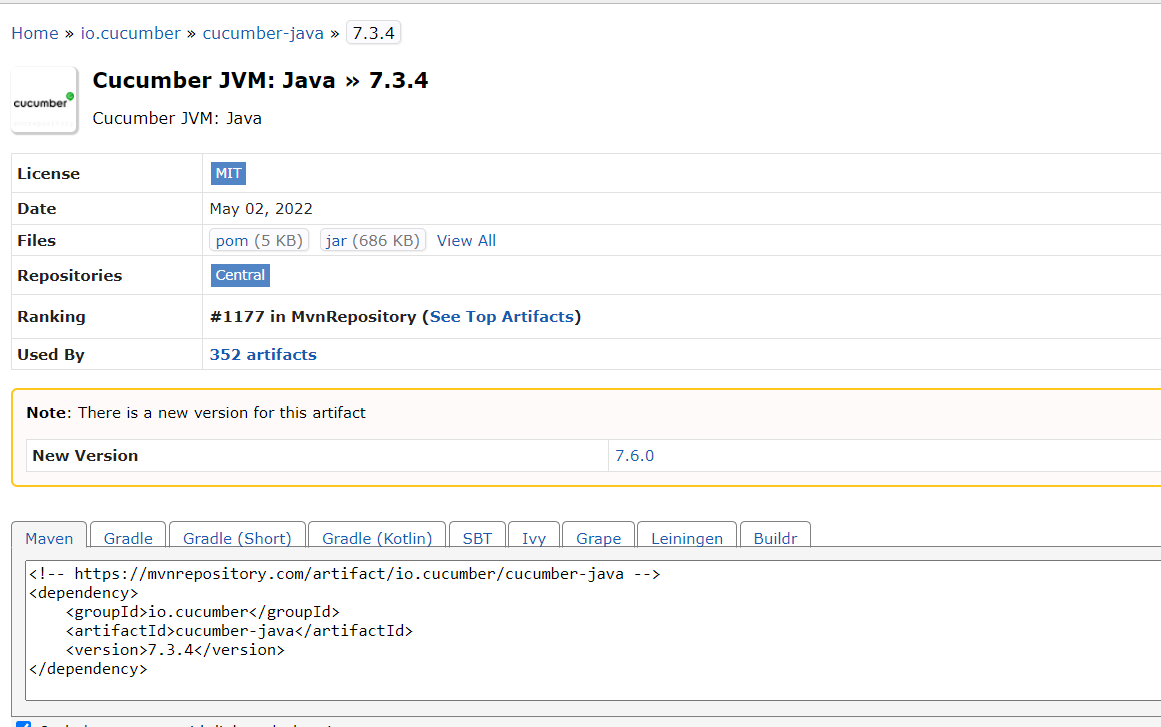 Home » io.cucumber » cucumber-java » 7.3.4
cucumber
Cucumber JVM: Java » 7.3.4
Cucumber JVM: Java
License MIT
Date May 02, 2022
Files pom (5 KB) jar (686 KB) View All
Repositories Central
Ranking #1177 in MvnRepository (See Top Artifacts)
Used By 352 artifacts
Note: There is a new version for this artifact
New Version 7.6.0
Maven Gradle Gradle (Short) Gradle (Kotlin) SBT Ivy Grape Leiningen Buildr
<!-- https://mvnrepository.com/artifact/io.cucumber/cucumber-java -->
<dependency>
    <groupId>io.cucumber</groupId>
    <artifactId>cucumber-java</artifactId>
    <version>7.3.4</version>
</dependency>